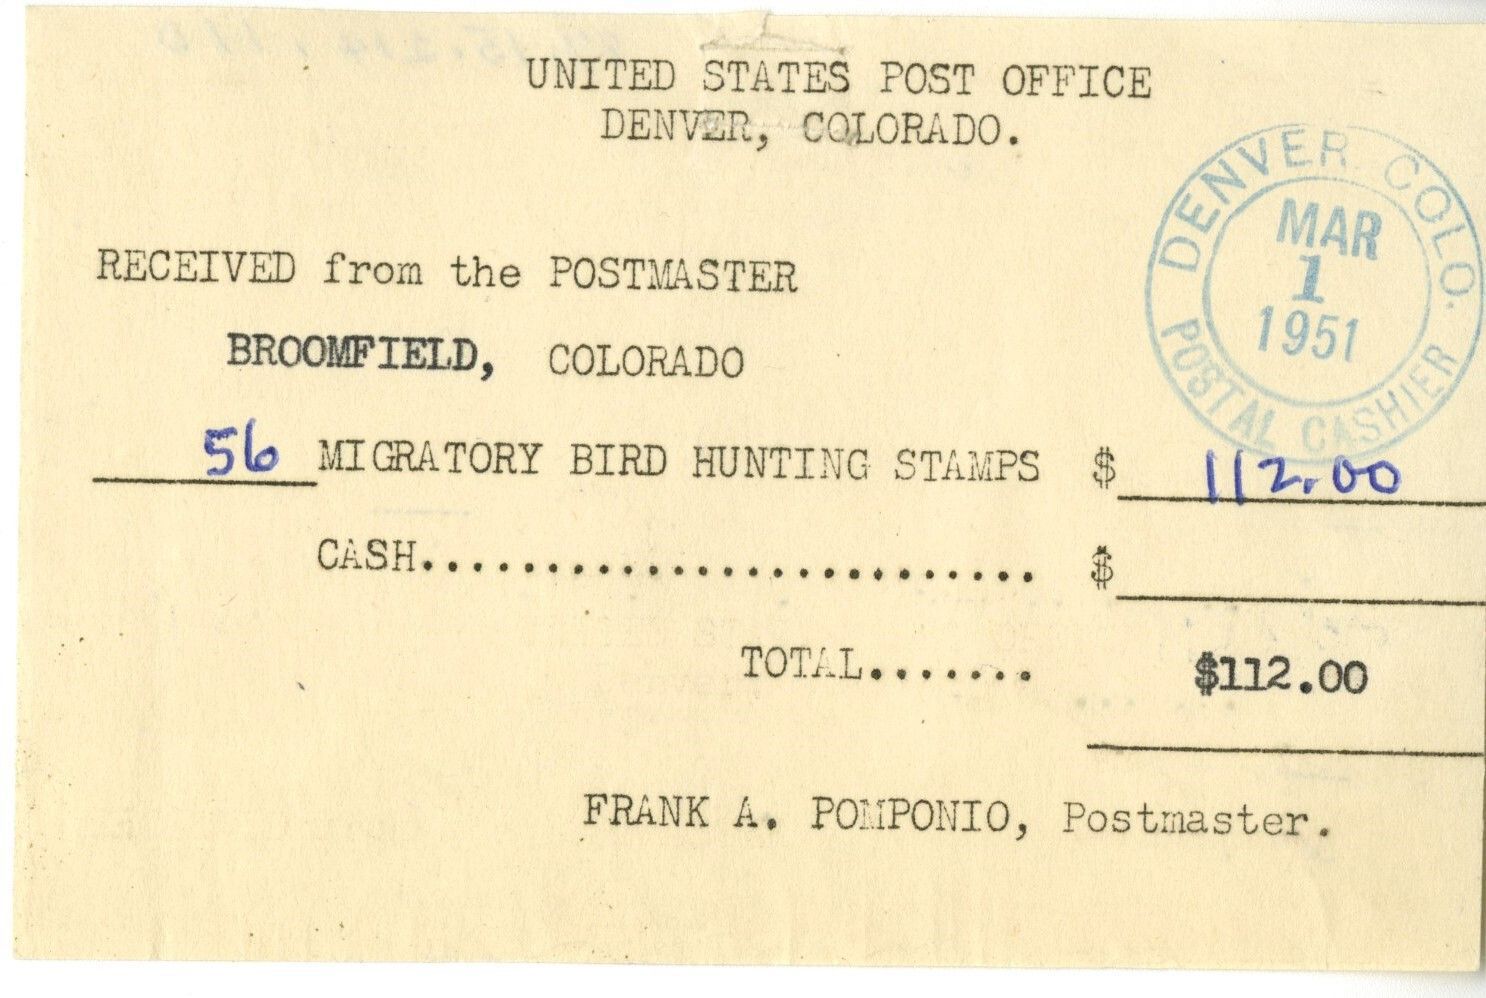 UNITED STATES POST OFFICE
DENVER, COLORADO.
DENVER COLO.
MAR
1
1951
POSTAL CASHIER
RECEIVED from the POSTMASTER
BROOMFIELD, COLORADO
56 MIGRATORY BIRD HUNTING STAMPS $ 112.00
CASH.......................... $
TOTAL....... $112.00
FRANK A. POMPONIO, Postmaster.